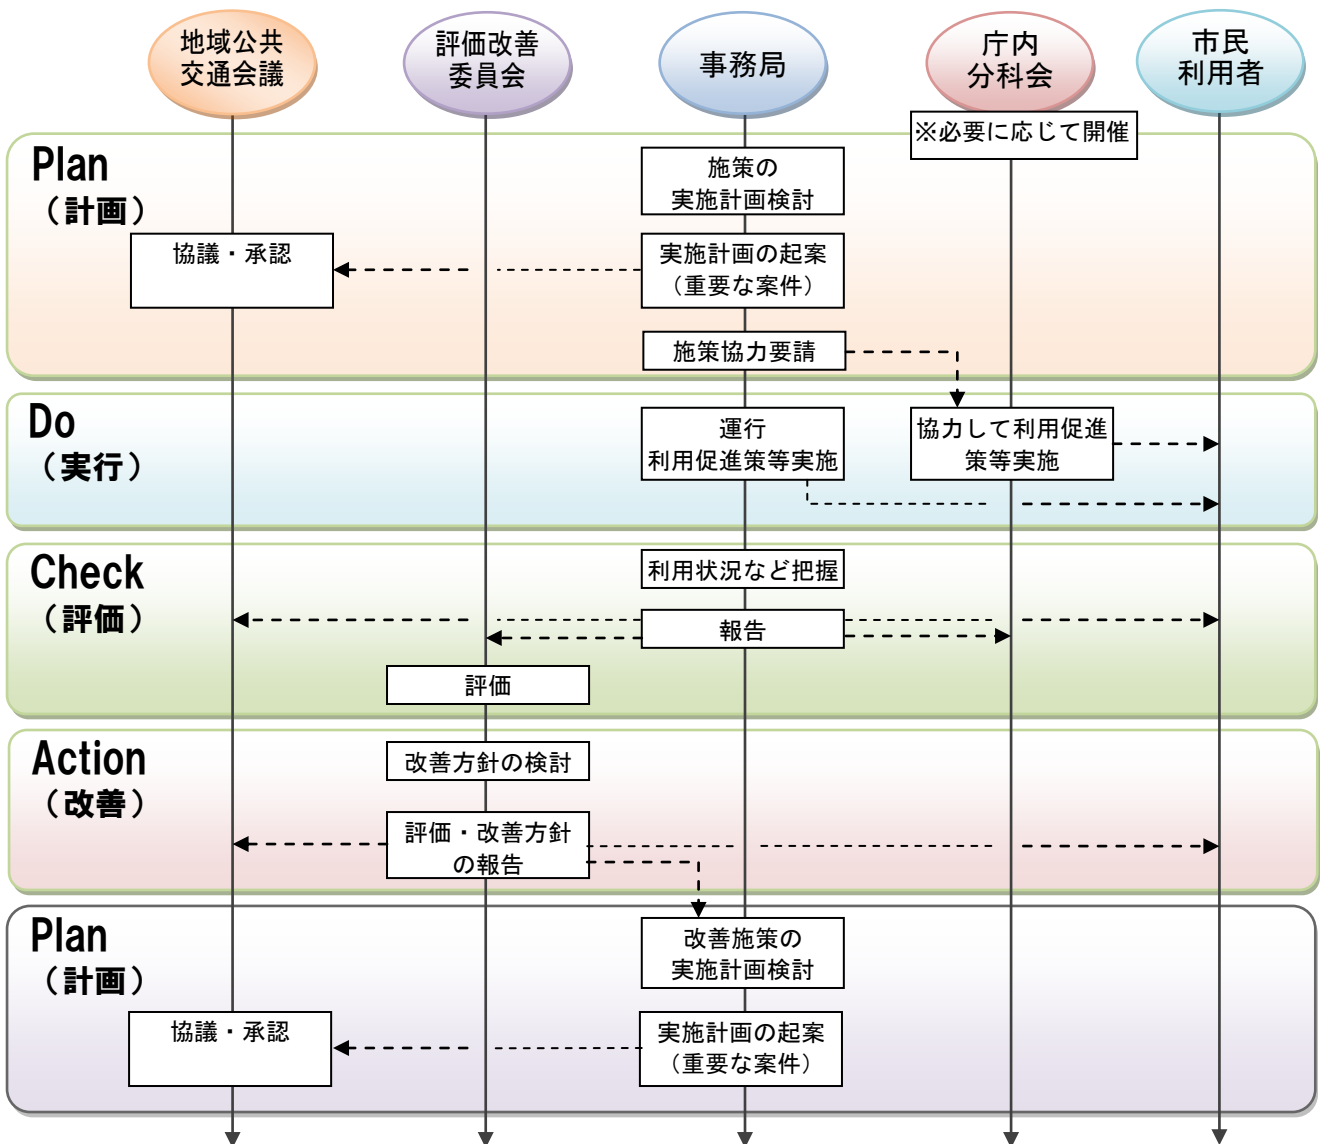 地域公共
交通会議
評価改善
委員会
事務局
庁内
分科会
市民
利用者
※必要に応じて開催
Plan
（計画）
施策の
実施計画検討
協議・承認
実施計画の起案
（重要な案件）
施策協力要請
Do
（実行）
運行
利用促進策等実施
協力して利用促進
策等実施
Check
（評価）
利用状況など把握
報告
評価
Action
（改善）
改善方針の検討
評価・改善方針
の報告
Plan
（計画）
改善施策の
実施計画検討
協議・承認
実施計画の起案
（重要な案件）